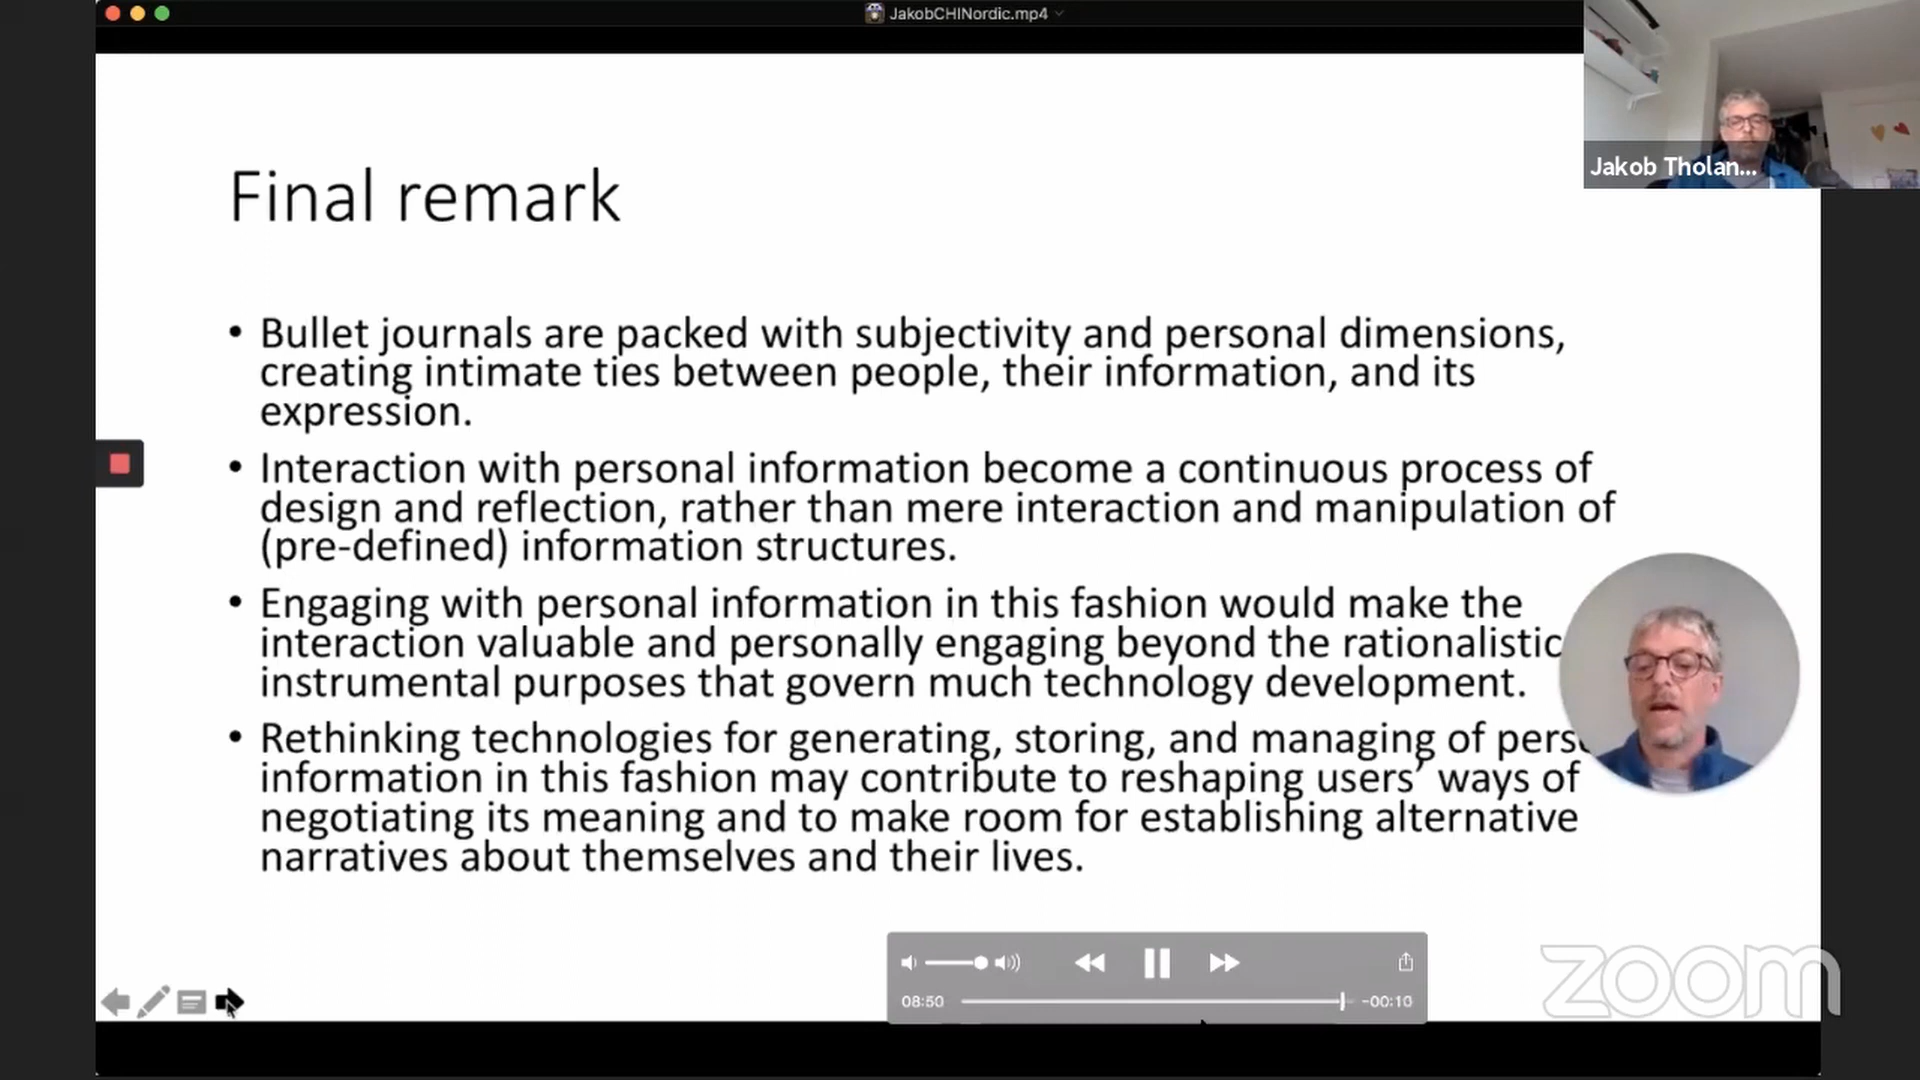 JakobCHINordic.mp4
Jakob Tholan...
Final remark
• Bullet journals are packed with subjectivity and personal dimensions,
creating intimate ties between people, their information, and its
expression.
• Interaction with personal information become a continuous process of
design and reflection, rather than mere interaction and manipulation of
(pre-defined) information structures.
• Engaging with personal information in this fashion would make the
interaction valuable and personally engaging beyond the rationalistic
instrumental purposes that govern much technology development.
• Rethinking technologies for generating, storing, and managing of
information in this fashion may contribute to reshaping users’ ways of
negotiating its meaning and to make room for establishing alternative
narratives about themselves and their lives.
08:50
-00:10
zoom